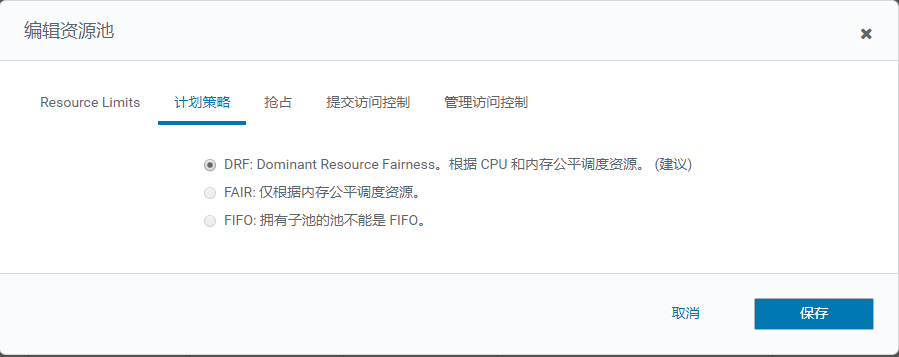 编辑资源池
Resource Limits 计划策略 抢占 提交访问控制 管理访问控制
DRF: Dominant Resource Fairness。根据 CPU 和内存公平调度资源。 (建议)
FAIR: 仅根据内存公平调度资源。
FIFO: 拥有子池的池不能是 FIFO。
取消 保存